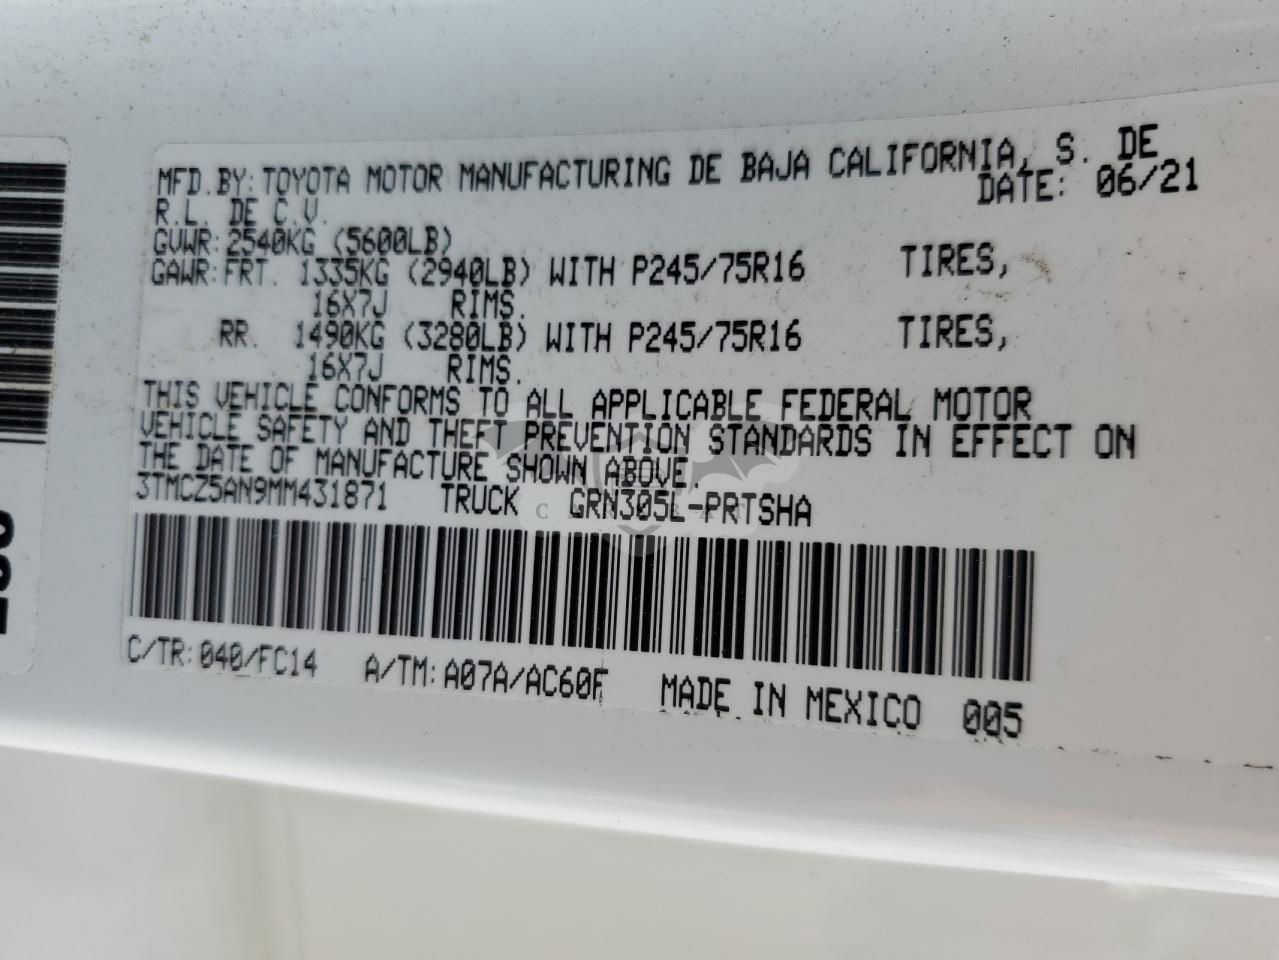 MFD.BY:TOYOTA MOTOR MANUFACTURING DE BAJA CALIFORNIA, S. DE
R.L. DE C.V. DATE: 06/21
GVWR:2540KG (5600LB)
GAWR:FRT. 1335KG (2940LB) WITH P245/75R16 TIRES,
16X7J RIMS.
RR. 1490KG (3280LB) WITH P245/75R16 TIRES,
16X7J RIMS.
THIS VEHICLE CONFORMS TO ALL APPLICABLE FEDERAL MOTOR
VEHICLE SAFETY AND THEFT PREVENTION STANDARDS IN EFFECT ON
THE DATE OF MANUFACTURE SHOWN ABOVE.
3TMCZ5AN9MM431871 TRUCK GRN305L-PRTSHA
C/TR:040/FC14 A/TM:A07A/AC60F MADE IN MEXICO 005